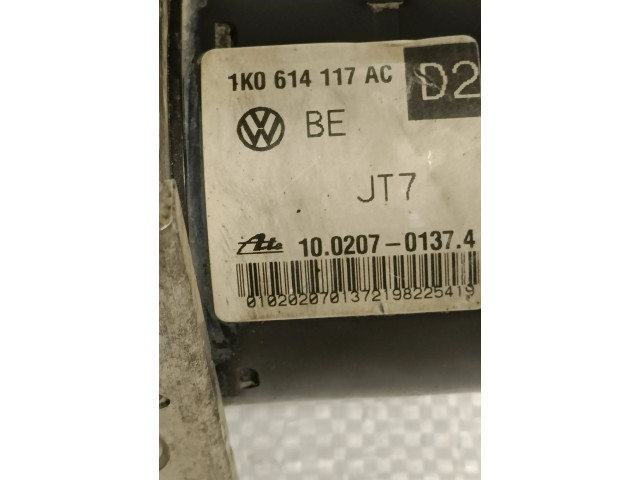 1K0 614 117 AC
D2
BE
JT7
Ate 10.0207-0137.4
0102020701372198225419